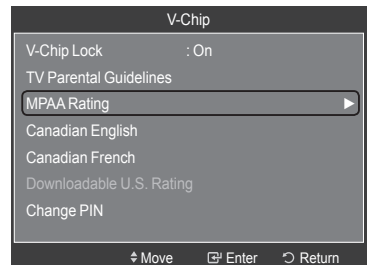 V-Chip
V-Chip Lock : On
TV Parental Guidelines
MPAA Rating ►
Canadian English
Canadian French
Downloadable U.S. Rating
Change PIN
Move Enter Return